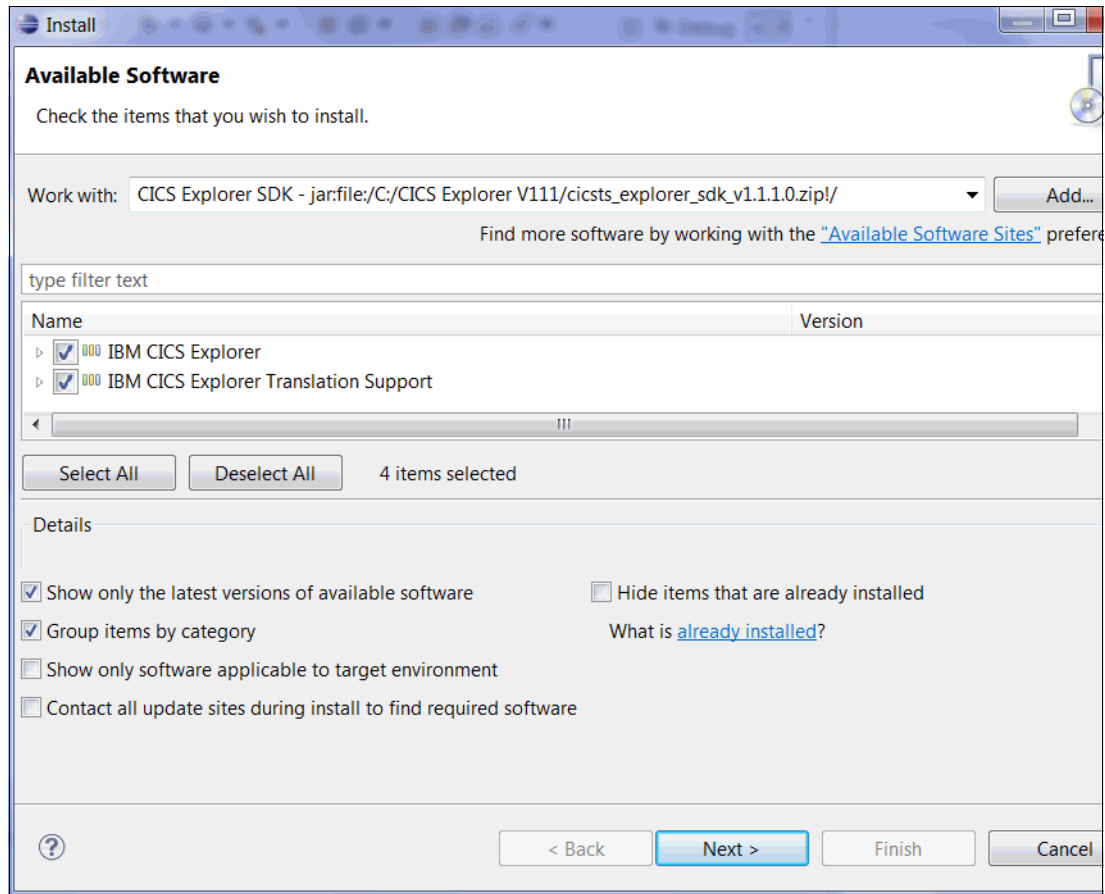 Install
Available Software
Check the items that you wish to install.
Work with: CICS Explorer SDK - jar:file:/C:/CICS Explorer V111/cicsts_explorer_sdk_v1.1.1.0.zip!/ Add...
Find more software by working with the "Available Software Sites" prefere
type filter text
Name Version
IBM CICS Explorer
IBM CICS Explorer Translation Support
Select All Deselect All 4 items selected
Details
Show only the latest versions of available software Hide items that are already installed
Group items by category What is already installed?
Show only software applicable to target environment
Contact all update sites during install to find required software
< Back Next > Finish Cancel